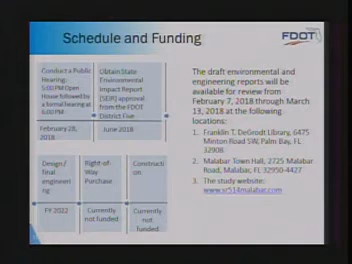 Schedule and Funding
FDOT
Conduct a Public
Hearing:
5:00 PM Open
House followed by
a formal hearing at
6:00 PM
Obtain State
Environmental
Impact Report
(SEIR) approval
from the FDOT
District Five
February 28,
2018
June 2018
Design/
final
engineeri
ng
Right-of-
Way
Purchase
Constructi
on
FY 2022
Currently
not funded
Currently
not
funded
The draft environmental and
engineering reports will be
available for review from
February 7, 2018 through March
13, 2018 at the following
locations:
1. Franklin T. DeGroodt Library, 6475
Minton Road SW, Palm Bay, FL
32908
2. Malabar Town Hall, 2725 Malabar
Road, Malabar, FL 32950-4427
3. The study website:
www.sr514malabar.com